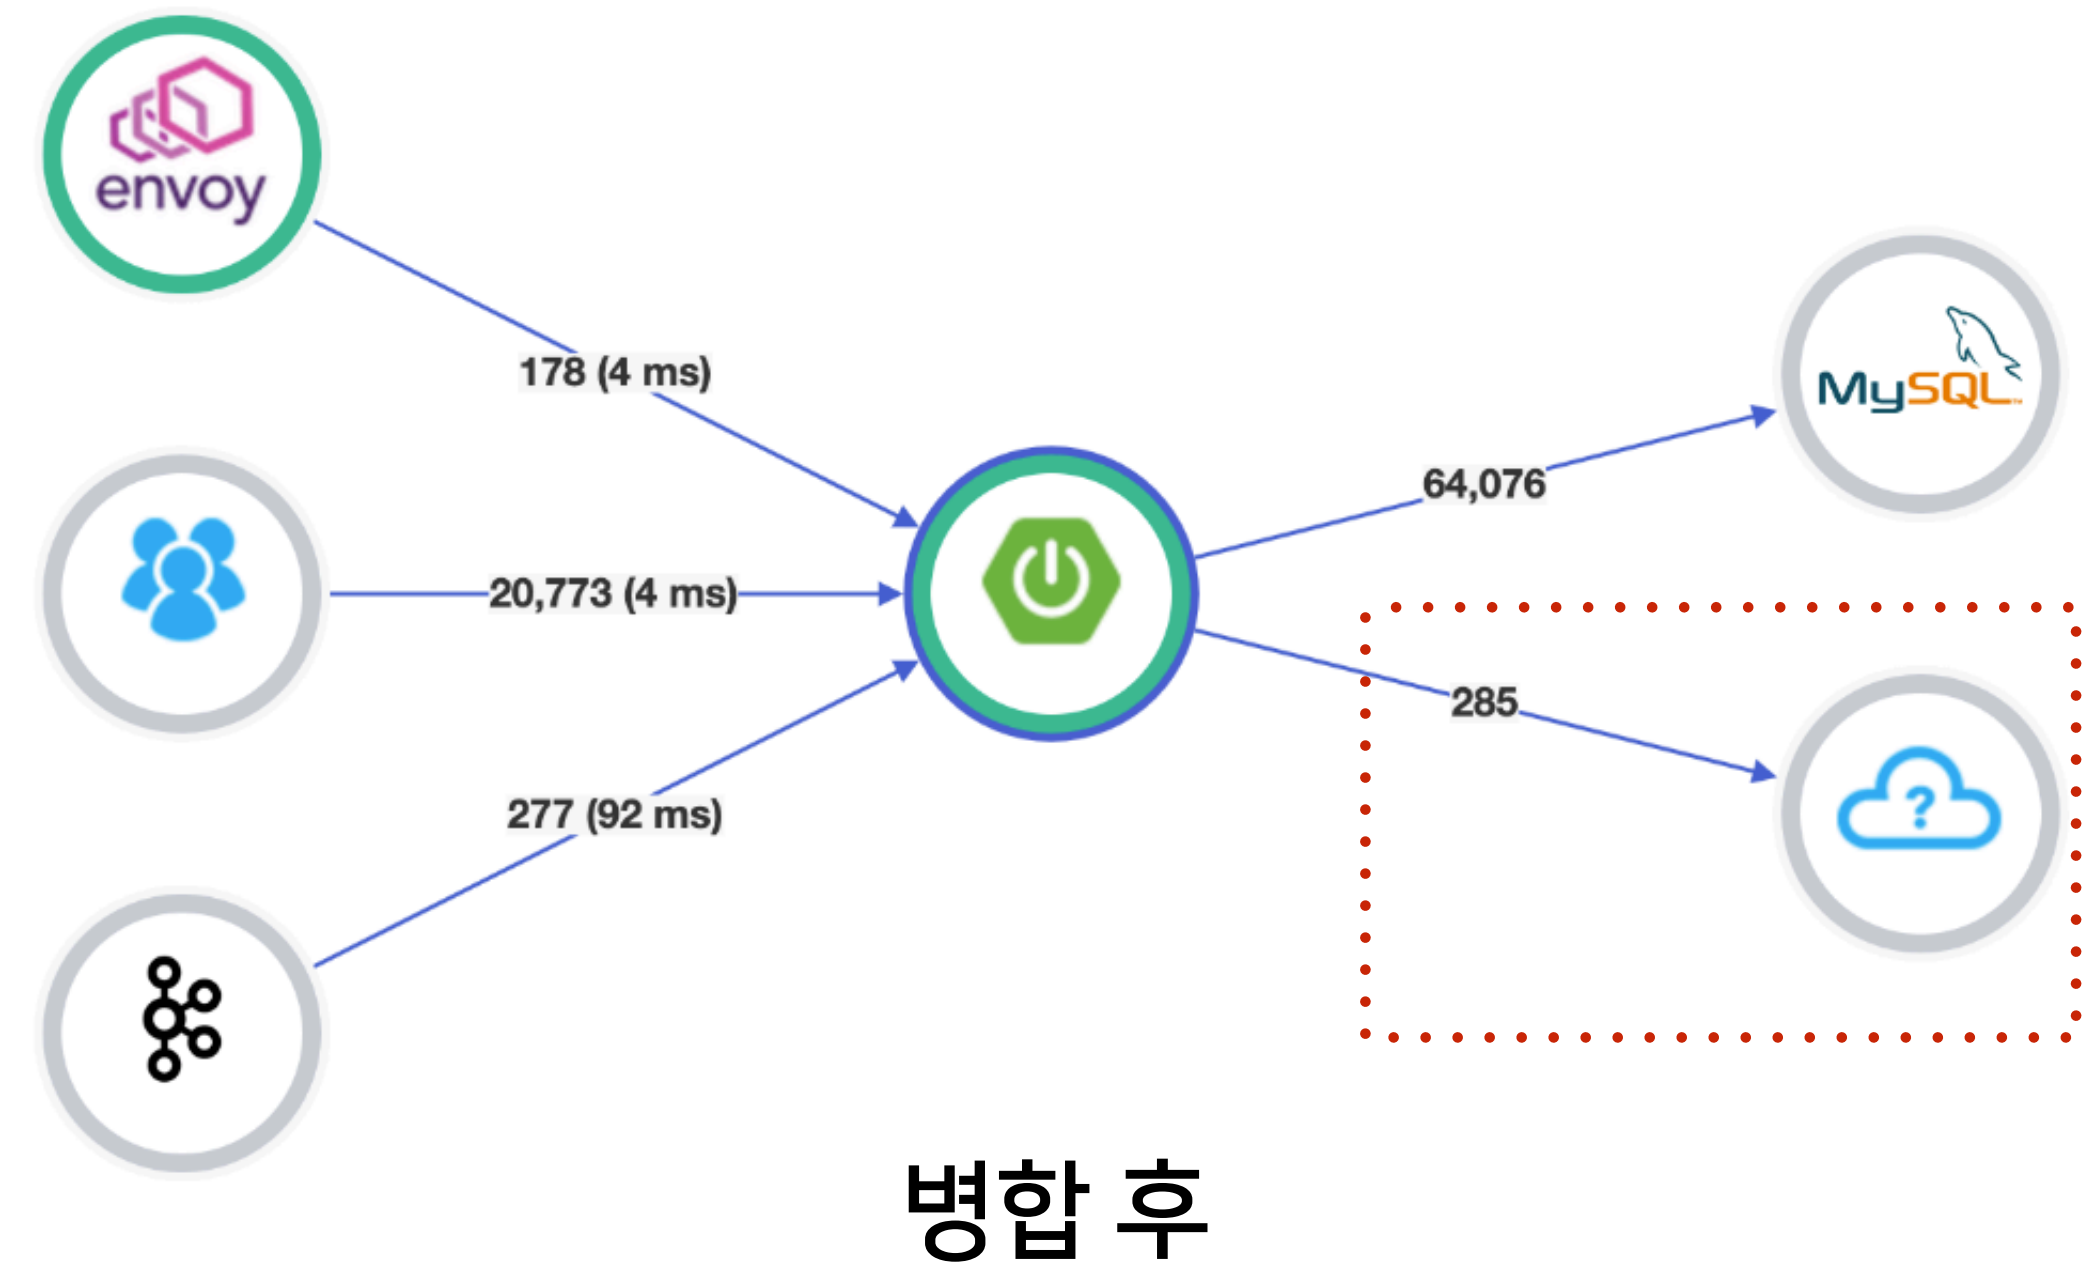 envoy
178 (4 ms)
MySQL
64,076
20,773 (4 ms)
285
?
277 (92 ms)
병합 후